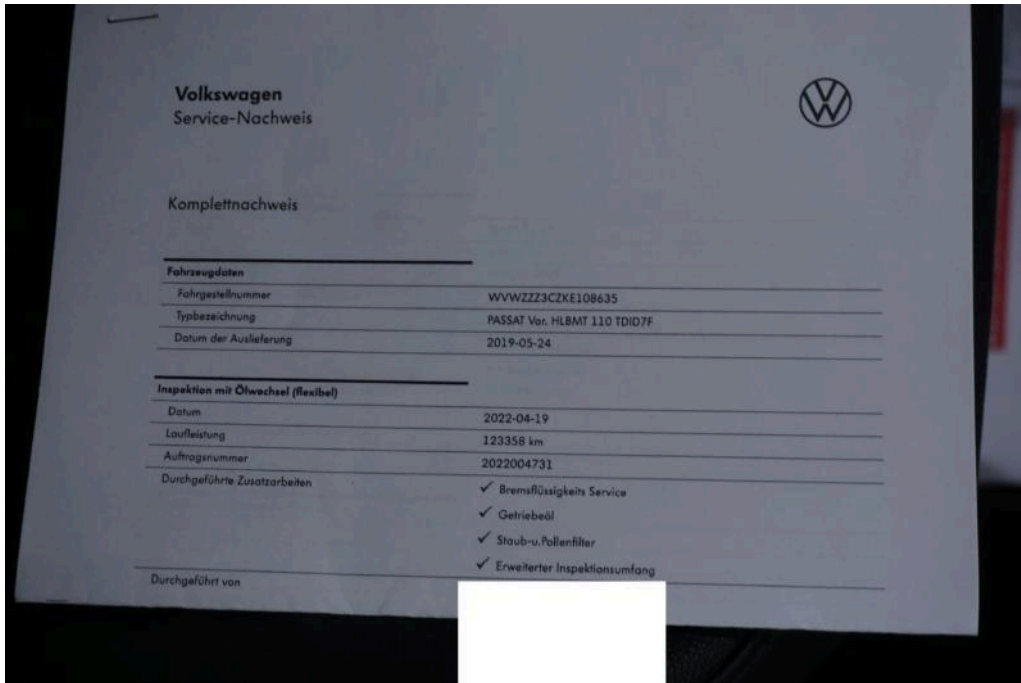 Volkswagen
Service-Nachweis
Komplettnachweis
Fahrzeugdaten
Fahrgestellnummer WVWZZZ3CZKE108635
Typbezeichnung PASSAT Var. HLBMT 110 TDID7F
Datum der Auslieferung 2019-05-24
Inspektion mit Ölwechsel (flexibel)
Datum 2022-04-19
Laufleistung 123358 km
Auftragsnummer 2022004731
Durchgeführte Zusatzarbeiten ✓ Bremsflüssigkeits Service
✓ Getriebeöl
✓ Staub-u.Pollenfilter
✓ Erweiterter Inspektionsumfang
Durchgeführt von